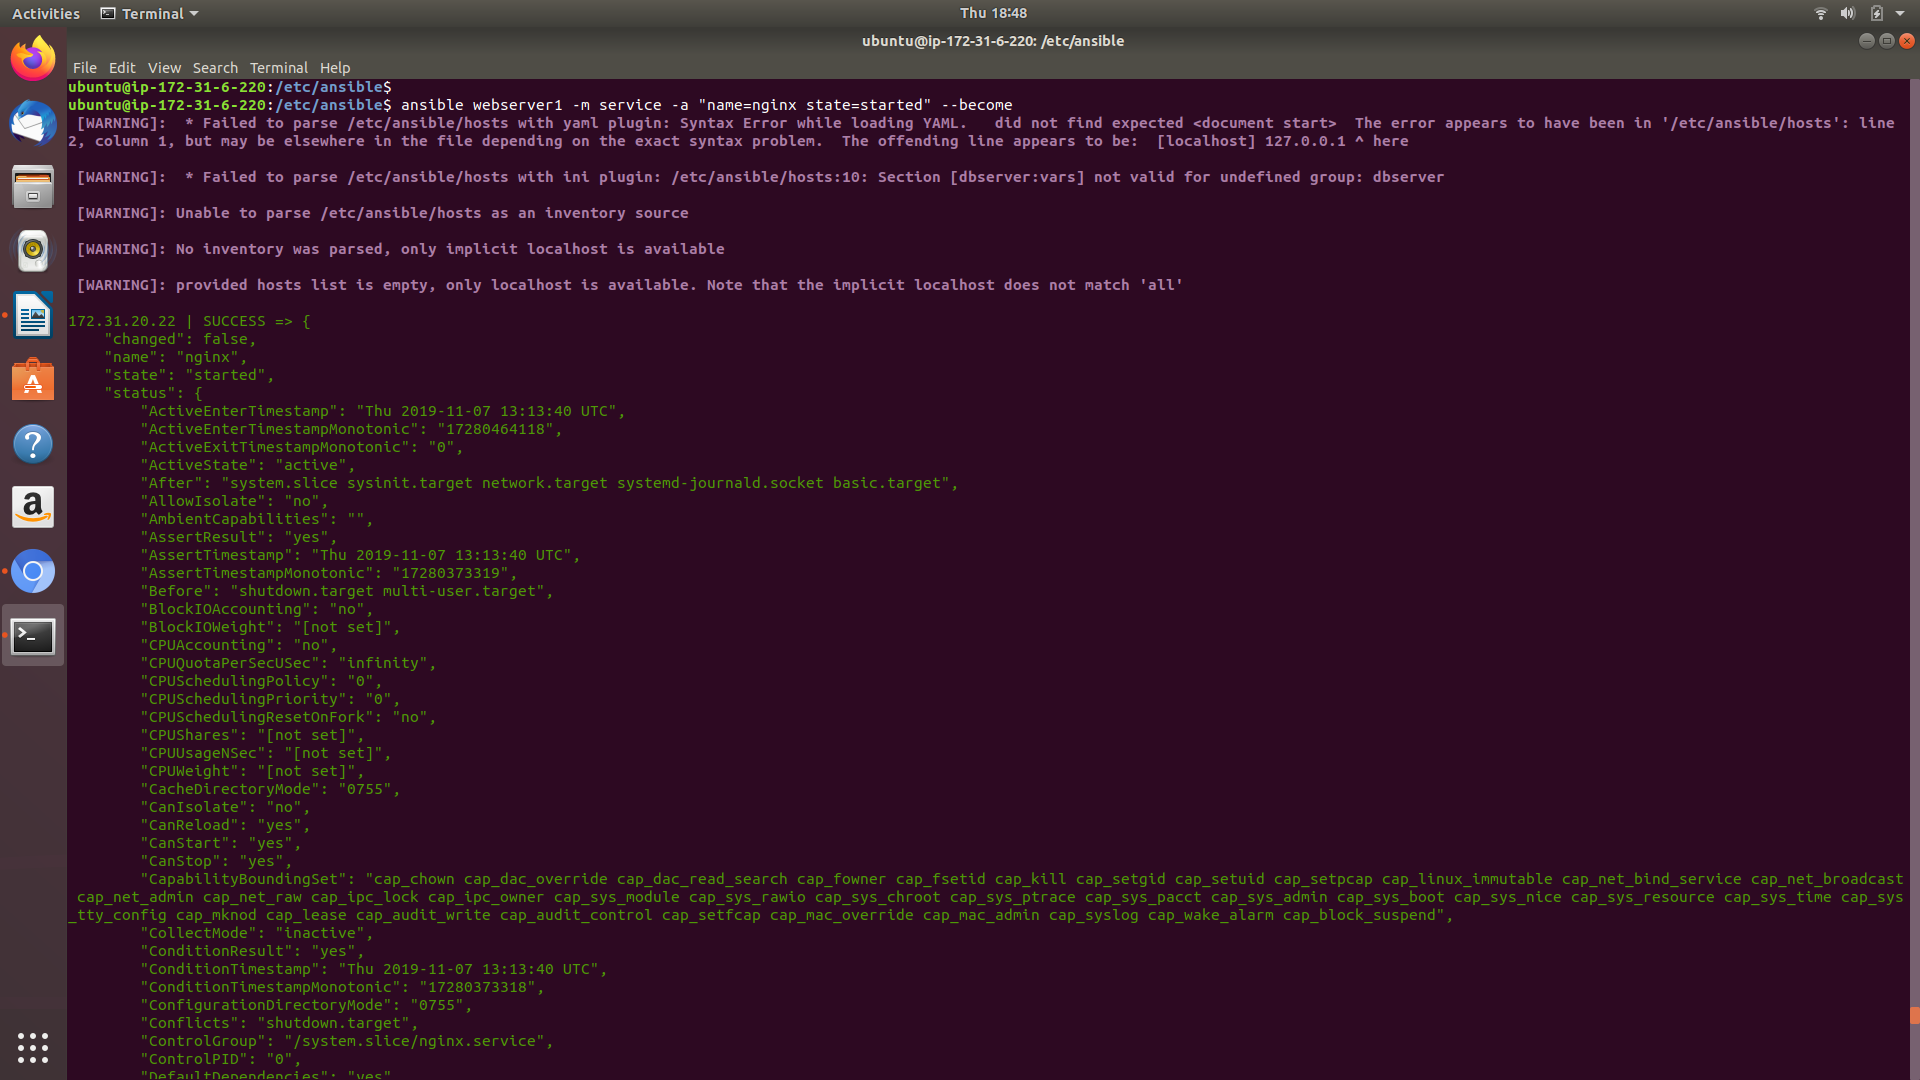 Activities
Terminal
Thu 18:48
ubuntu@ip-172-31-6-220: /etc/ansible
File Edit View Search Terminal Help
ubuntu@ip-172-31-6-220:/etc/ansible$
ubuntu@ip-172-31-6-220:/etc/ansible$ ansible webserver1 -m service -a "name=nginx state=started" --become
[WARNING]:  * Failed to parse /etc/ansible/hosts with yaml plugin: Syntax Error while loading YAML.   did not find expected <document start>  The error appears to have been in '/etc/ansible/hosts': line
2, column 1, but may be elsewhere in the file depending on the exact syntax problem.  The offending line appears to be:  [localhost] 127.0.0.1 ^ here
[WARNING]:  * Failed to parse /etc/ansible/hosts with ini plugin: /etc/ansible/hosts:10: Section [dbserver:vars] not valid for undefined group: dbserver
[WARNING]: Unable to parse /etc/ansible/hosts as an inventory source
[WARNING]: No inventory was parsed, only implicit localhost is available
[WARNING]: provided hosts list is empty, only localhost is available. Note that the implicit localhost does not match 'all'
172.31.20.22 | SUCCESS => {
    "changed": false,
    "name": "nginx",
    "state": "started",
    "status": {
        "ActiveEnterTimestamp": "Thu 2019-11-07 13:13:40 UTC",
        "ActiveEnterTimestampMonotonic": "17280464118",
        "ActiveExitTimestampMonotonic": "0",
        "ActiveState": "active",
        "After": "system.slice sysinit.target network.target systemd-journald.socket basic.target",
        "AllowIsolate": "no",
        "AmbientCapabilities": "",
        "AssertResult": "yes",
        "AssertTimestamp": "Thu 2019-11-07 13:13:40 UTC",
        "AssertTimestampMonotonic": "17280373319",
        "Before": "shutdown.target multi-user.target",
        "BlockIOAccounting": "no",
        "BlockIOWeight": "[not set]",
        "CPUAccounting": "no",
        "CPUQuotaPerSecUSec": "infinity",
        "CPUSchedulingPolicy": "0",
        "CPUSchedulingPriority": "0",
        "CPUSchedulingResetOnFork": "no",
        "CPUShares": "[not set]",
        "CPUUsageNSec": "[not set]",
        "CPUWeight": "[not set]",
        "CacheDirectoryMode": "0755",
        "CanIsolate": "no",
        "CanReload": "yes",
        "CanStart": "yes",
        "CanStop": "yes",
        "CapabilityBoundingSet": "cap_chown cap_dac_override cap_dac_read_search cap_fowner cap_fsetid cap_kill cap_setgid cap_setuid cap_setpcap cap_linux_immutable cap_net_bind_service cap_net_broadcast
 cap_net_admin cap_net_raw cap_ipc_lock cap_ipc_owner cap_sys_module cap_sys_rawio cap_sys_chroot cap_sys_ptrace cap_sys_pacct cap_sys_admin cap_sys_boot cap_sys_nice cap_sys_resource cap_sys_time cap_sys
_tty_config cap_mknod cap_lease cap_audit_write cap_audit_control cap_setfcap cap_mac_override cap_mac_admin cap_syslog cap_wake_alarm cap_block_suspend",
        "CollectMode": "inactive",
        "ConditionResult": "yes",
        "ConditionTimestamp": "Thu 2019-11-07 13:13:40 UTC",
        "ConditionTimestampMonotonic": "17280373318",
        "ConfigurationDirectoryMode": "0755",
        "Conflicts": "shutdown.target",
        "ControlGroup": "/system.slice/nginx.service",
        "ControlPID": "0",
        "DefaultDependencies": "yes"